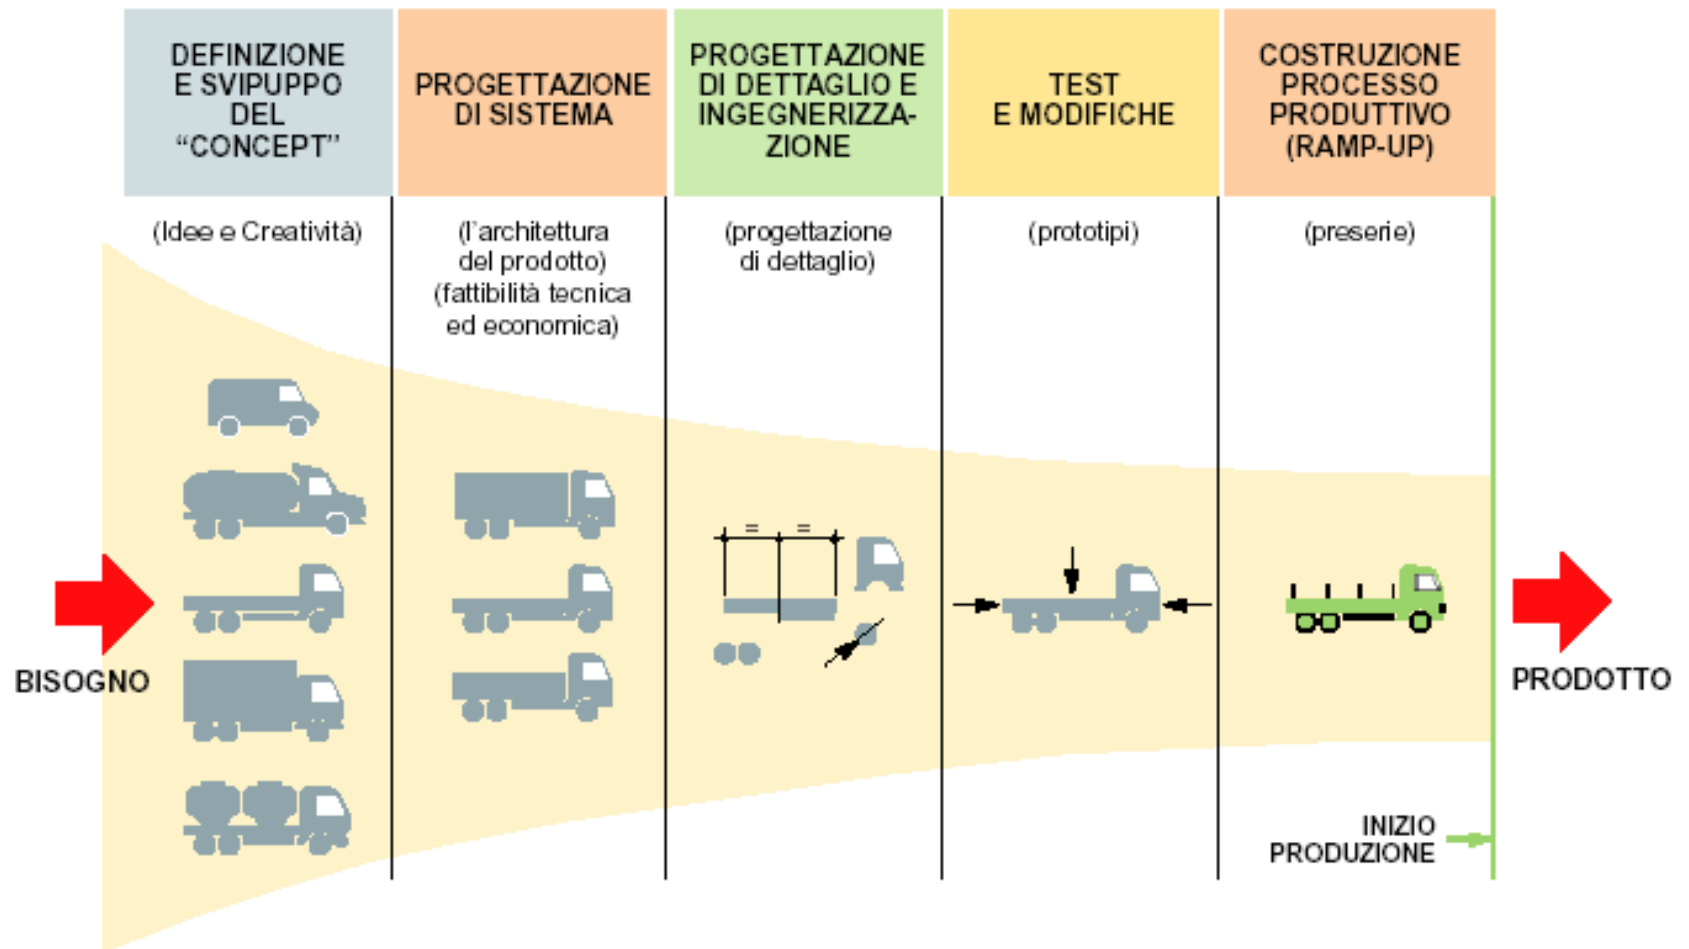 DEFINIZIONE
E SVIPUPPO
DEL
“CONCEPT”
PROGETTAZIONE
DI SISTEMA
PROGETTAZIONE
DI DETTAGLIO E
INGEGNERIZZA-
ZIONE
TEST
E MODIFICHE
COSTRUZIONE
PROCESSO
PRODUTTIVO
(RAMP-UP)
(Idee e Creatività)
(l'architettura
del prodotto)
(fattibilità tecnica
ed economica)
(progettazione
di dettaglio)
(prototipi)
(preserie)
= =
BISOGNO
PRODOTTO
INIZIO
PRODUZIONE